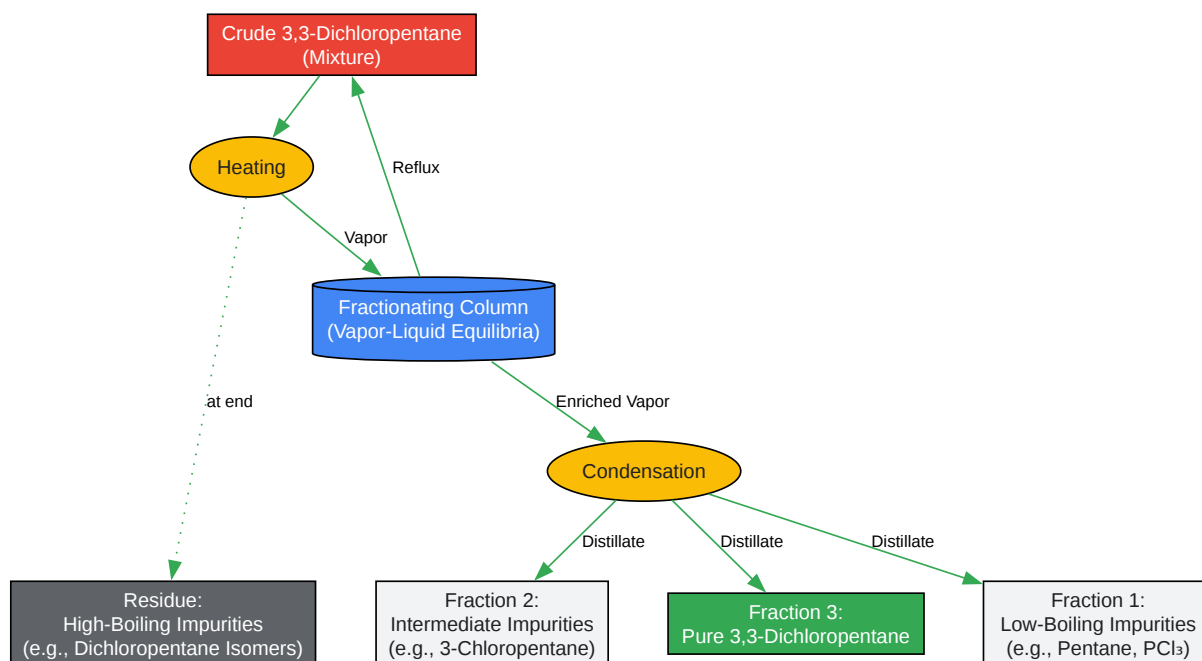 Crude 3,3-Dichloropentane
(Mixture)
Heating
Reflux
Vapor
Fractionating Column
(Vapor-Liquid Equilibria)
at end
Enriched Vapor
Condensation
Distillate
Distillate
Distillate
Residue:
High-Boiling Impurities
(e.g., Dichloropentane Isomers)
Fraction 2:
Intermediate Impurities
(e.g., 3-Chloropentane)
Fraction 3:
Pure 3,3-Dichloropentane
Fraction 1:
Low-Boiling Impurities
(e.g., Pentane, PCl₃)